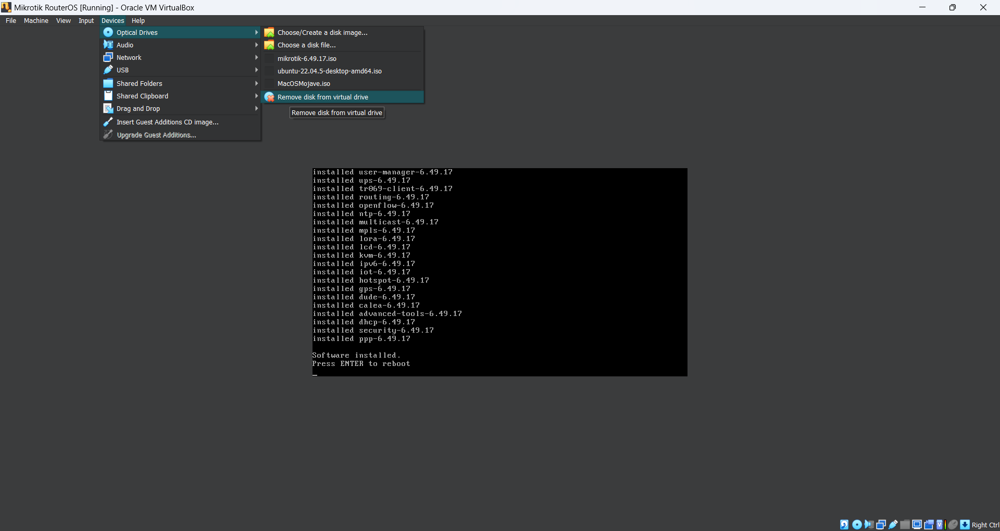 Mikrotik RouterOS [Running] - Oracle VM VirtualBox
File Machine View Input Devices Help
Optical Drives
Audio
Network
USB
Shared Folders
Shared Clipboard
Drag and Drop
Insert Guest Additions CD image...
Upgrade Guest Additions...
Choose/Create a disk image...
Choose a disk file...
mikrotik-6.49.17.iso
ubuntu-22.04.5-desktop-amd64.iso
MacOSMojave.iso
Remove disk from virtual drive
Remove disk from virtual drive
installed user-manager-6.49.17
installed ups-6.49.17
installed tr069-client-6.49.17
installed routing-6.49.17
installed openflow-6.49.17
installed ntp-6.49.17
installed multicast-6.49.17
installed mpls-6.49.17
installed lora-6.49.17
installed lcd-6.49.17
installed kvm-6.49.17
installed ipv6-6.49.17
installed iot-6.49.17
installed hotspot-6.49.17
installed gps-6.49.17
installed dude-6.49.17
installed calea-6.49.17
installed advanced-tools-6.49.17
installed dhcp-6.49.17
installed security-6.49.17
installed ppp-6.49.17
Software installed.
Press ENTER to reboot
Right Ctrl